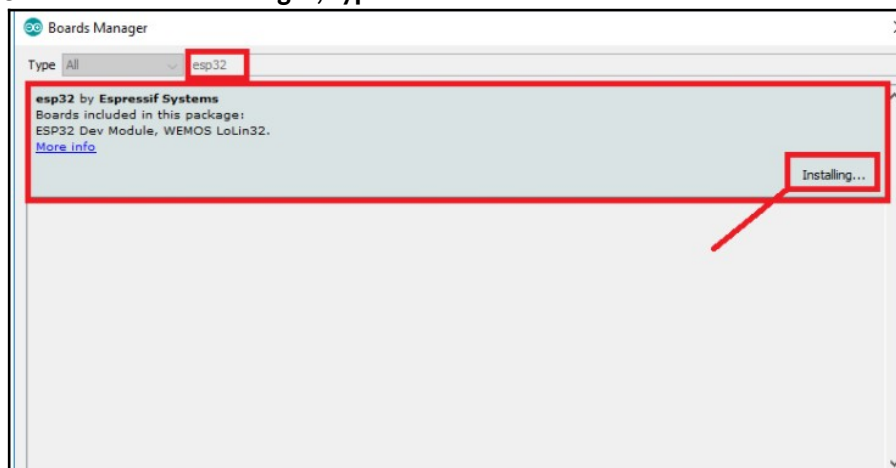 Boards Manager
Type All esp32
esp32 by Espressif Systems
Boards included in this package:
ESP32 Dev Module, WEMOS LoLin32.
More info
Installing...